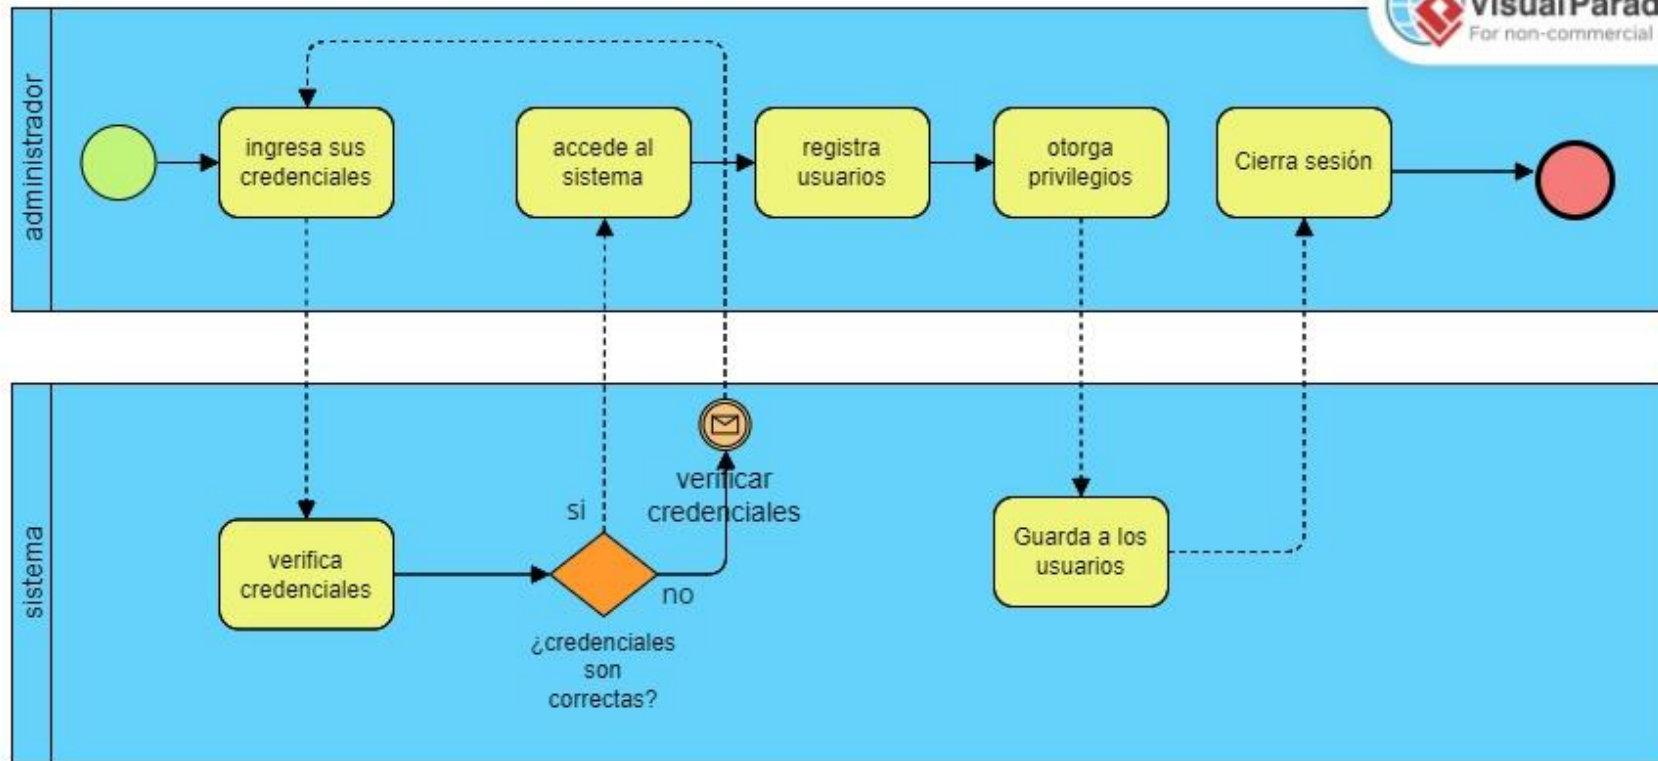 VisualParad
For non-commercial
administrador
ingresa sus
credenciales
accede al
sistema
registra
usuarios
otorga
privilegios
Cierra sesión
sistema
verifica
credenciales
si
no
¿credenciales
son
correctas?
verificar
credenciales
Guarda a los
usuarios